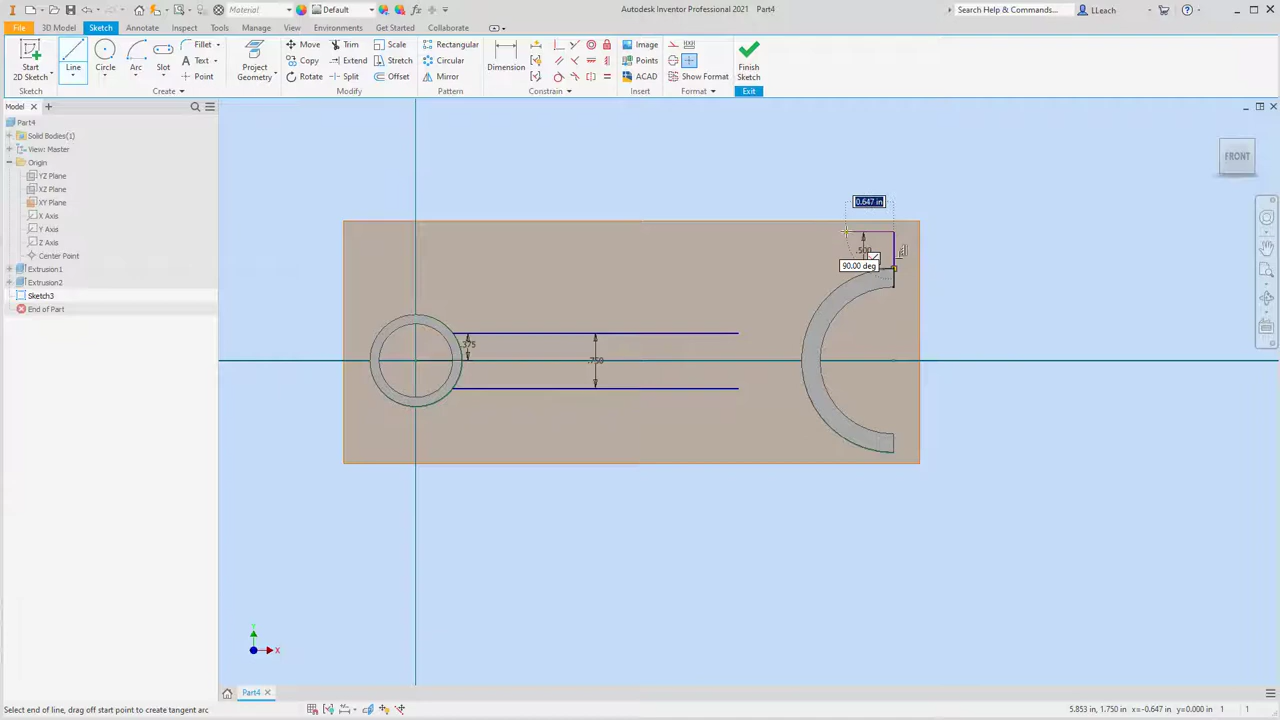 Material
Default
Autodesk Inventor Professional 2021 Part4
Search Help & Commands...
LLeach
File
3D Model
Sketch
Annotate
Inspect
Tools
View
Environments
Get Started
Manage
Collaborate
Start
2D Sketch
Line
Circle
Arc
Slot
Fillet
Text
Point
Project
Geometry
Move
Copy
Rotate
Trim
Extend
Split
Scale
Stretch
Offset
Rectangular
Circular
Mirror
Dimension
Image
Points
ACAD
Show Format
Finish
Sketch
Sketch
Create
Modify
Pattern
Constrain
Insert
Format
Exit
Model
Part4
Solid Bodies(1)
View: Master
Origin
YZ Plane
XZ Plane
XY Plane
X Axis
Y Axis
Z Axis
Center Point
Extrusion1
Extrusion2
Sketch3
End of Part
FRONT
0.647 in
.500
90.00 deg
.375
.750
Y
X
Part4
Select end of line, drag off start point to create tangent arc
5.853 in, 1.750 in
x=-0.647 in
y=0.000 in
1
1